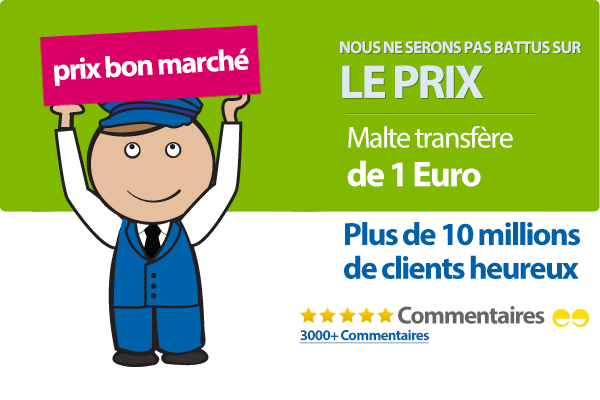 prix bon marché
NOUS NE SERONS PAS BATTUS SUR
LE PRIX
Malte transfère
de 1 Euro
Plus de 10 millions
de clients heureux
Commentaires
3000+ Commentaires